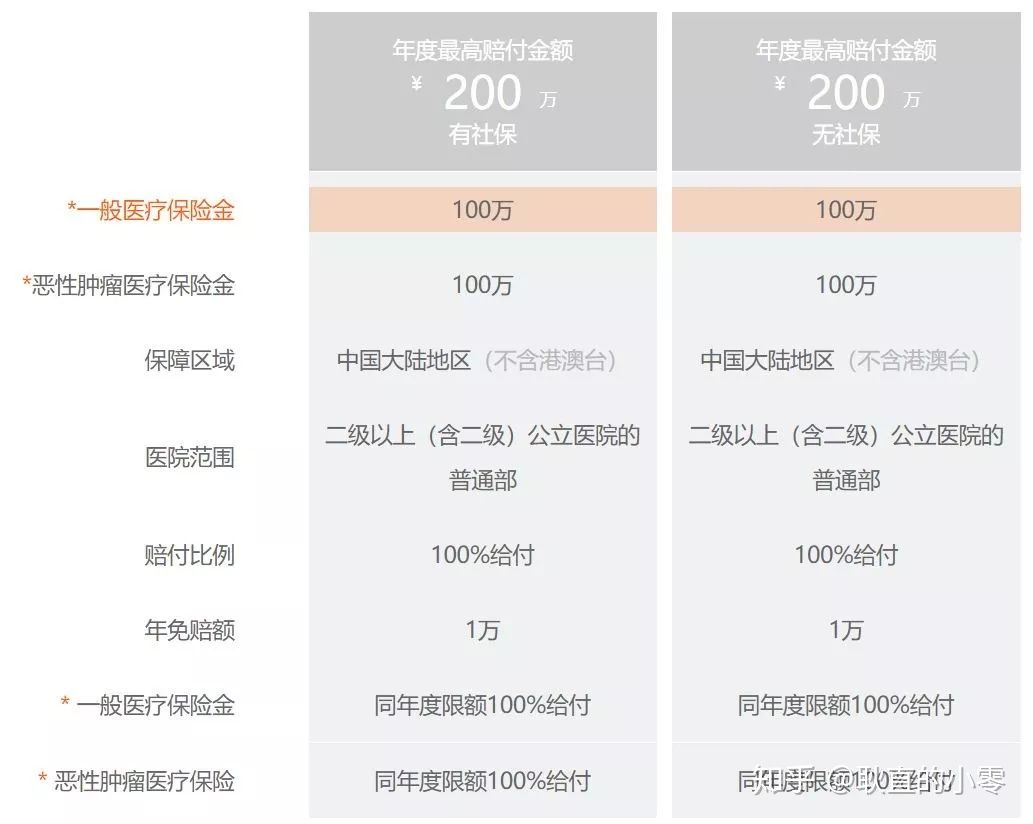 年度最高赔付金额
¥ 200 万
有社保
年度最高赔付金额
¥ 200 万
无社保
*一般医疗保险金 100万 100万
*恶性肿瘤医疗保险金 100万 100万
保障区域 中国大陆地区（不含港澳台） 中国大陆地区（不含港澳台）
医院范围 二级以上（含二级）公立医院的普通部 二级以上（含二级）公立医院的普通部
赔付比例 100%给付 100%给付
年免赔额 1万 1万
* 一般医疗保险金 同年度限额100%给付 同年度限额100%给付
* 恶性肿瘤医疗保险 同年度限额100%给付 同年度限额100%给付
知乎 @耿直的小零